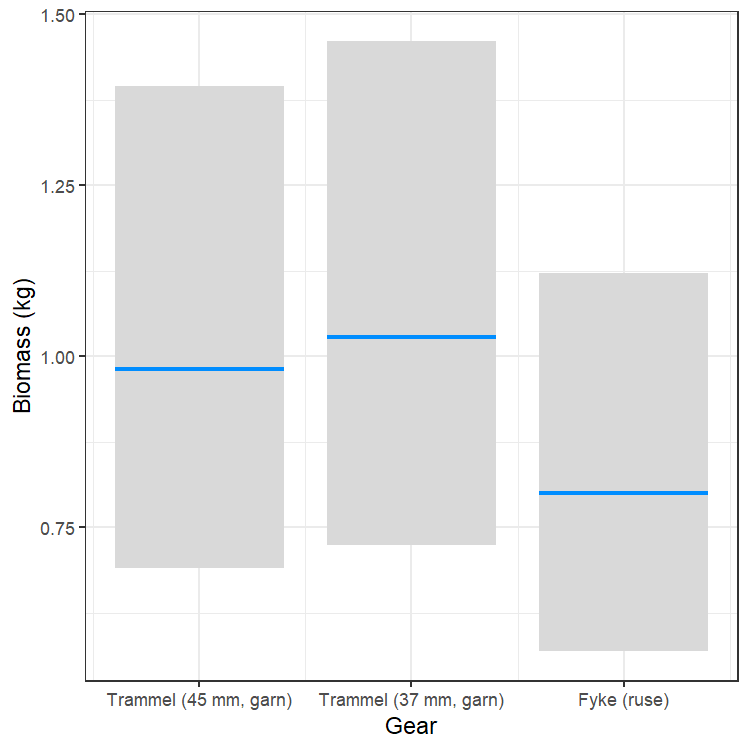 1.50
1.25
1.00
0.75
Biomass (kg)
Trammel (45 mm, garn) Trammel (37 mm, garn) Fyke (ruse)
Gear